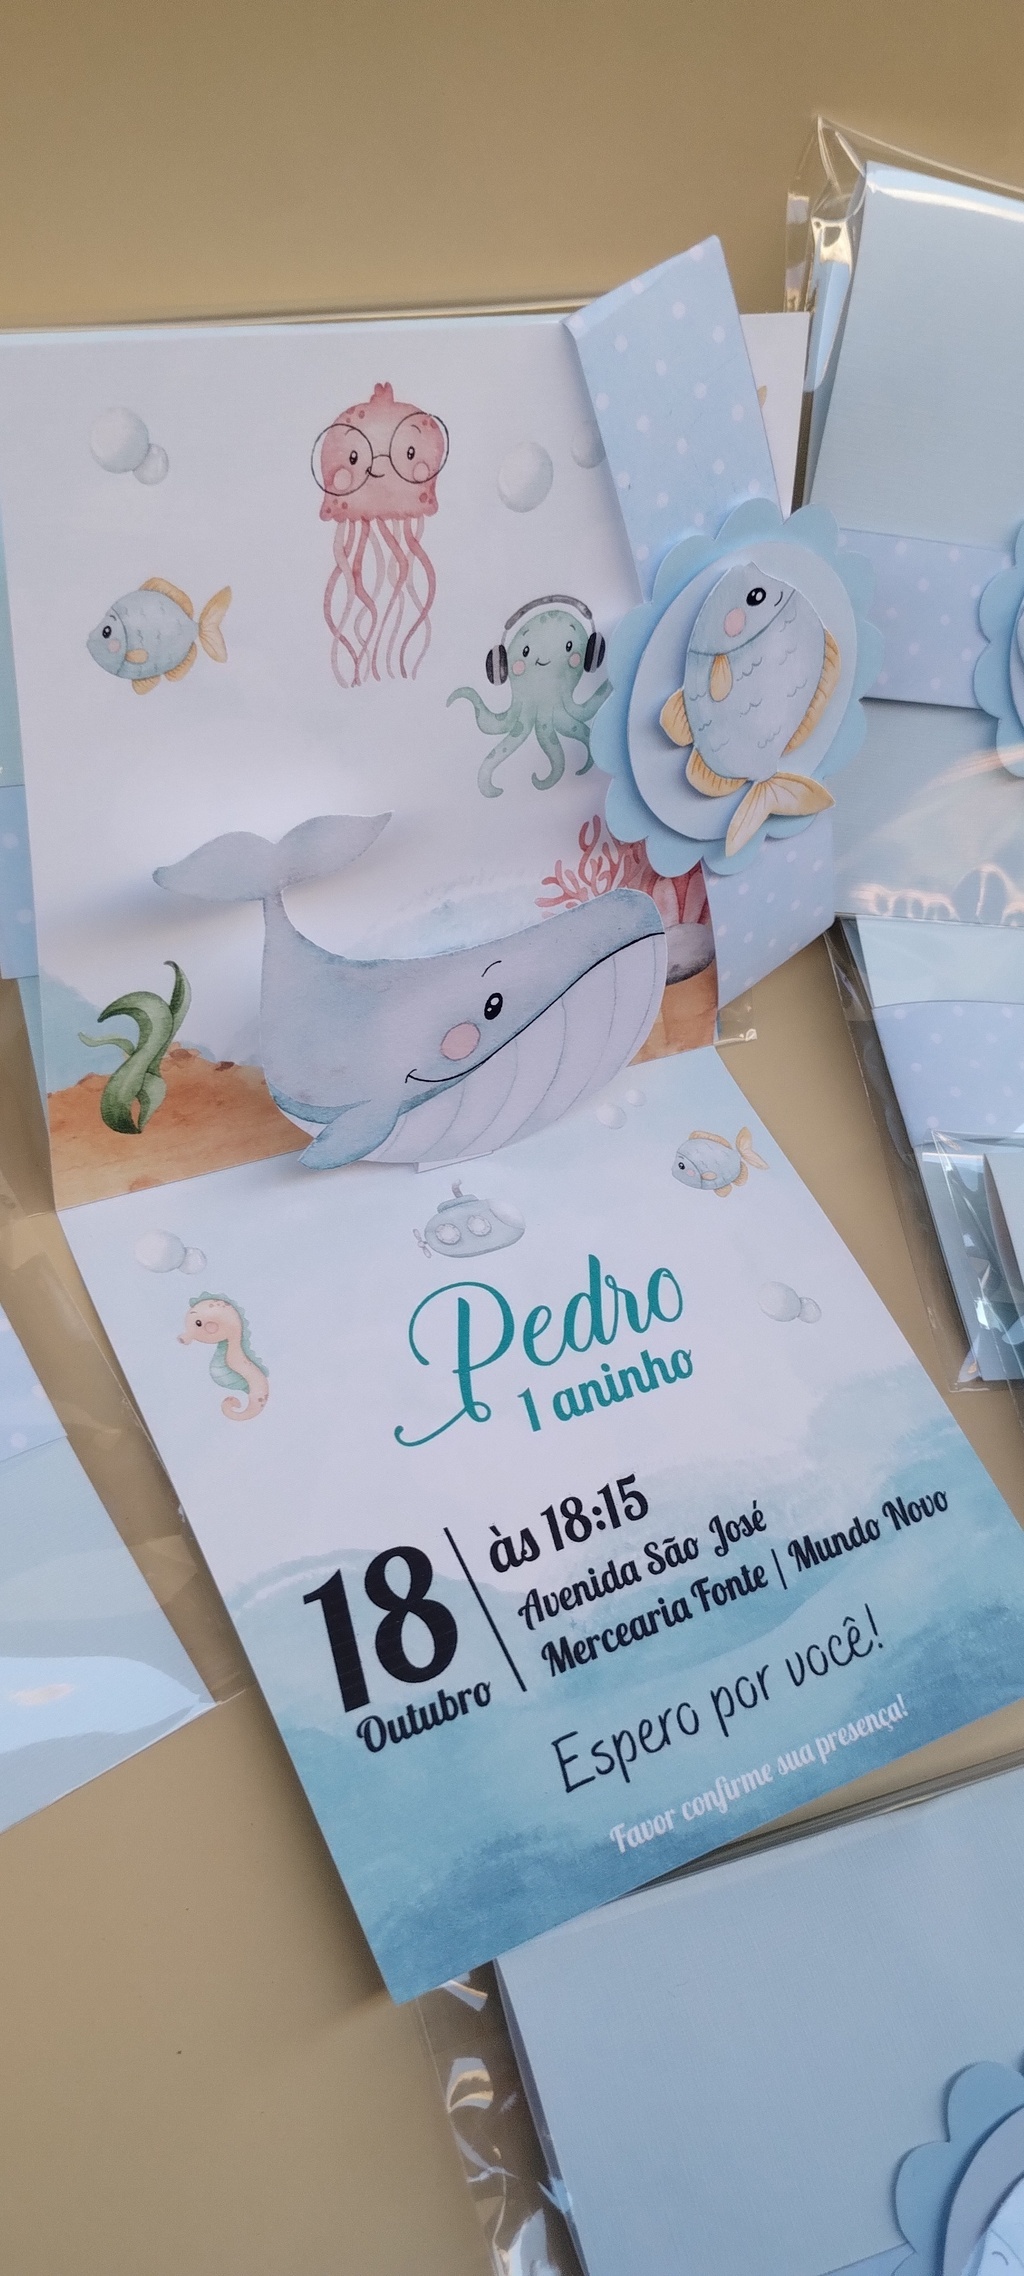 Pedro
1 aninho
18
Outubro
às 18:15
Avenida São José
Mercearia Fonte | Mundo Novo
Espero por você!
Favor confirme sua presença!